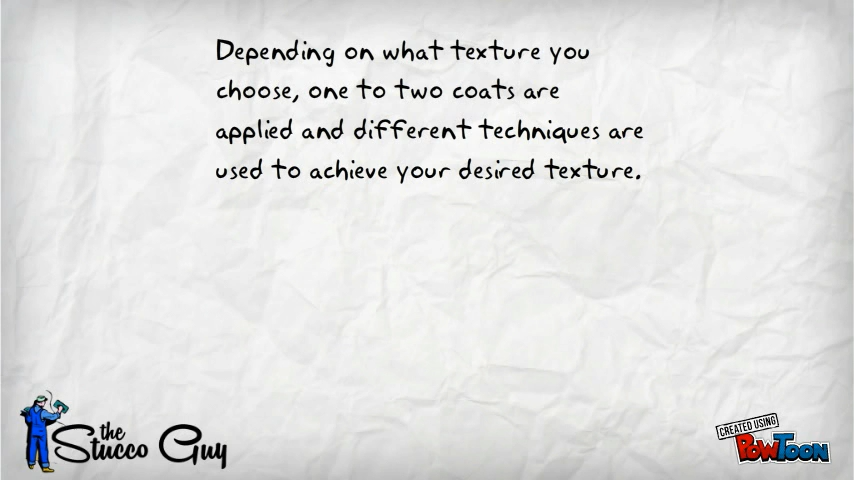 Depending on what texture you
choose, one to two coats are
applied and different techniques are
used to achieve your desired texture.
the
Stucco Guy
CREATED USING
POWTOON